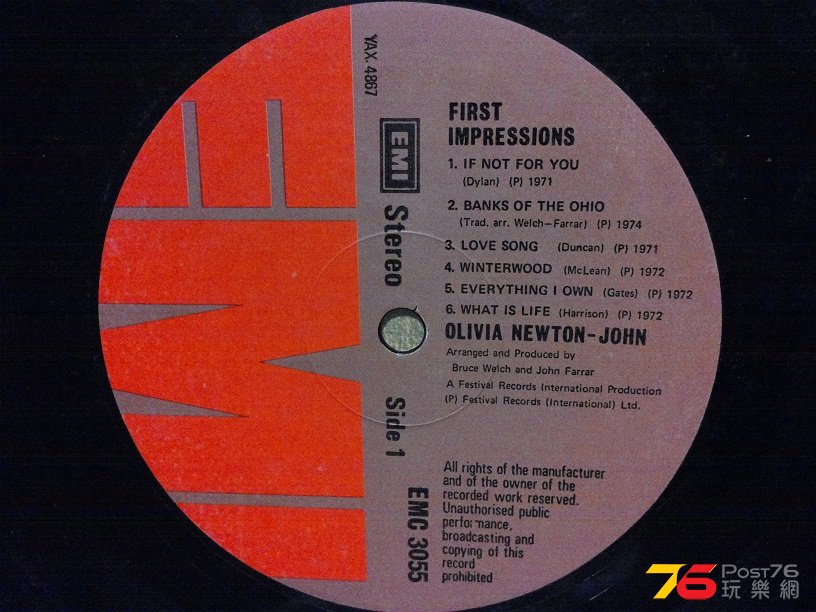 FIRST
IMPRESSIONS
1. IF NOT FOR YOU
(Dylan) (P) 1971
2. BANKS OF THE OHIO
(Trad. arr. Welch-Farrar) (P) 1974
3. LOVE SONG (Duncan) (P) 1971
4. WINTERWOOD (McLean) (P) 1972
5. EVERYTHING I OWN (Gates) (P) 1972
6. WHAT IS LIFE (Harrison) (P) 1972
OLIVIA NEWTON-JOHN
Arranged and Produced by
Bruce Welch and John Farrar
A Festival Records International Production
(P) Festival Records (International) Ltd.
All rights of the manufacturer
and of the owner of the
recorded work reserved.
Unauthorised public
performance,
broadcasting and
copying of this
record
prohibited
YAX. 4867
EMI
Stereo
Side 1
EMC 3055
EMI
76 POST76
玩樂網